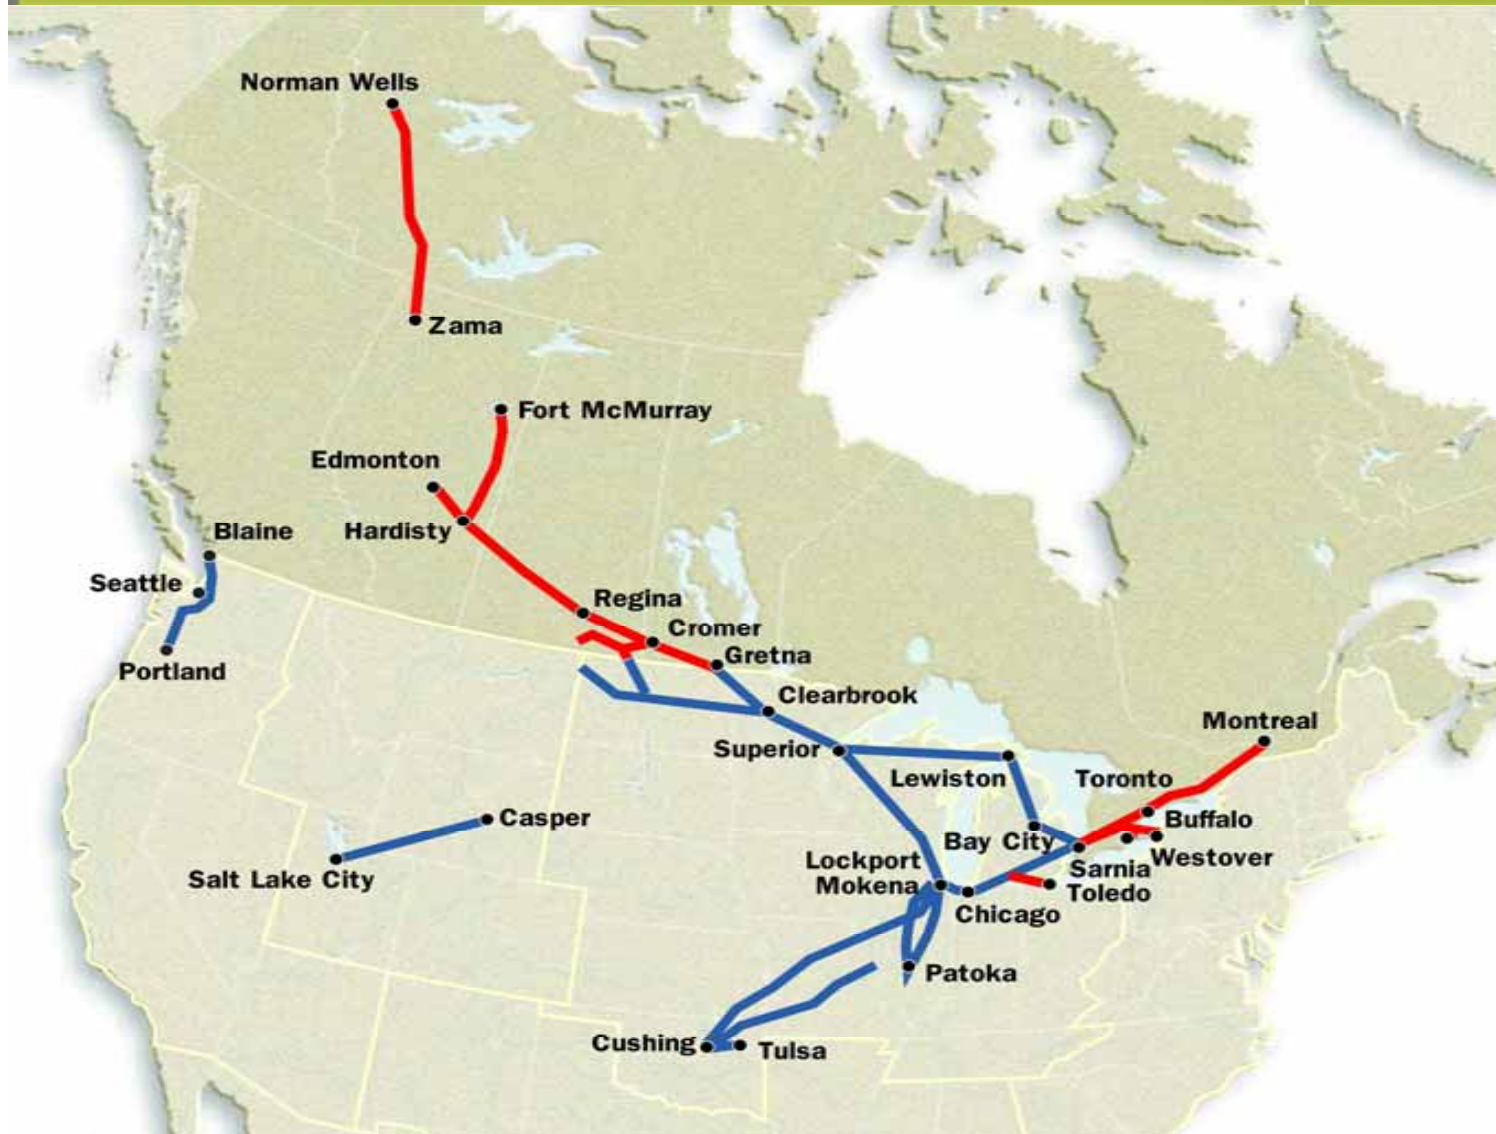 Norman Wells
Zama
Fort McMurray
Edmonton
Hardisty
Blaine
Seattle
Portland
Regina
Cromer
Gretna
Clearbrook
Superior
Montreal
Lewiston
Toronto
Casper
Buffalo
Bay City
Westover
Lockport
Mokena
Sarnia
Toledo
Salt Lake City
Chicago
Patoka
Cushing
Tulsa